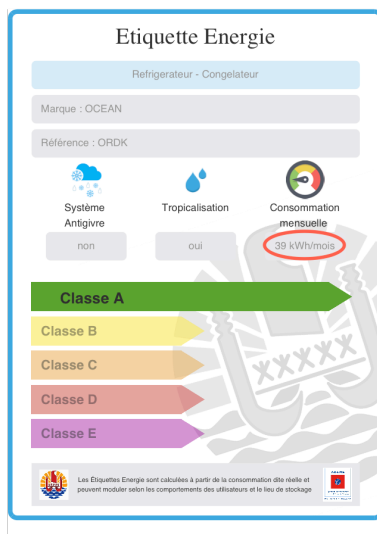 Etiquette Energie
Refrigerateur - Congelateur
Marque : OCEAN
Référence : ORDK
Système
Antigivre
Tropicalisation
Consommation
mensuelle
non
oui
39 kWh/mois
Classe A
Classe B
Classe C
Classe D
Classe E
XXXXX
Les Étiquettes Energie sont calculées à partir de la consommation dite réelle et
peuvent moduler selon les comportements des utilisateurs et le lieu de stockage